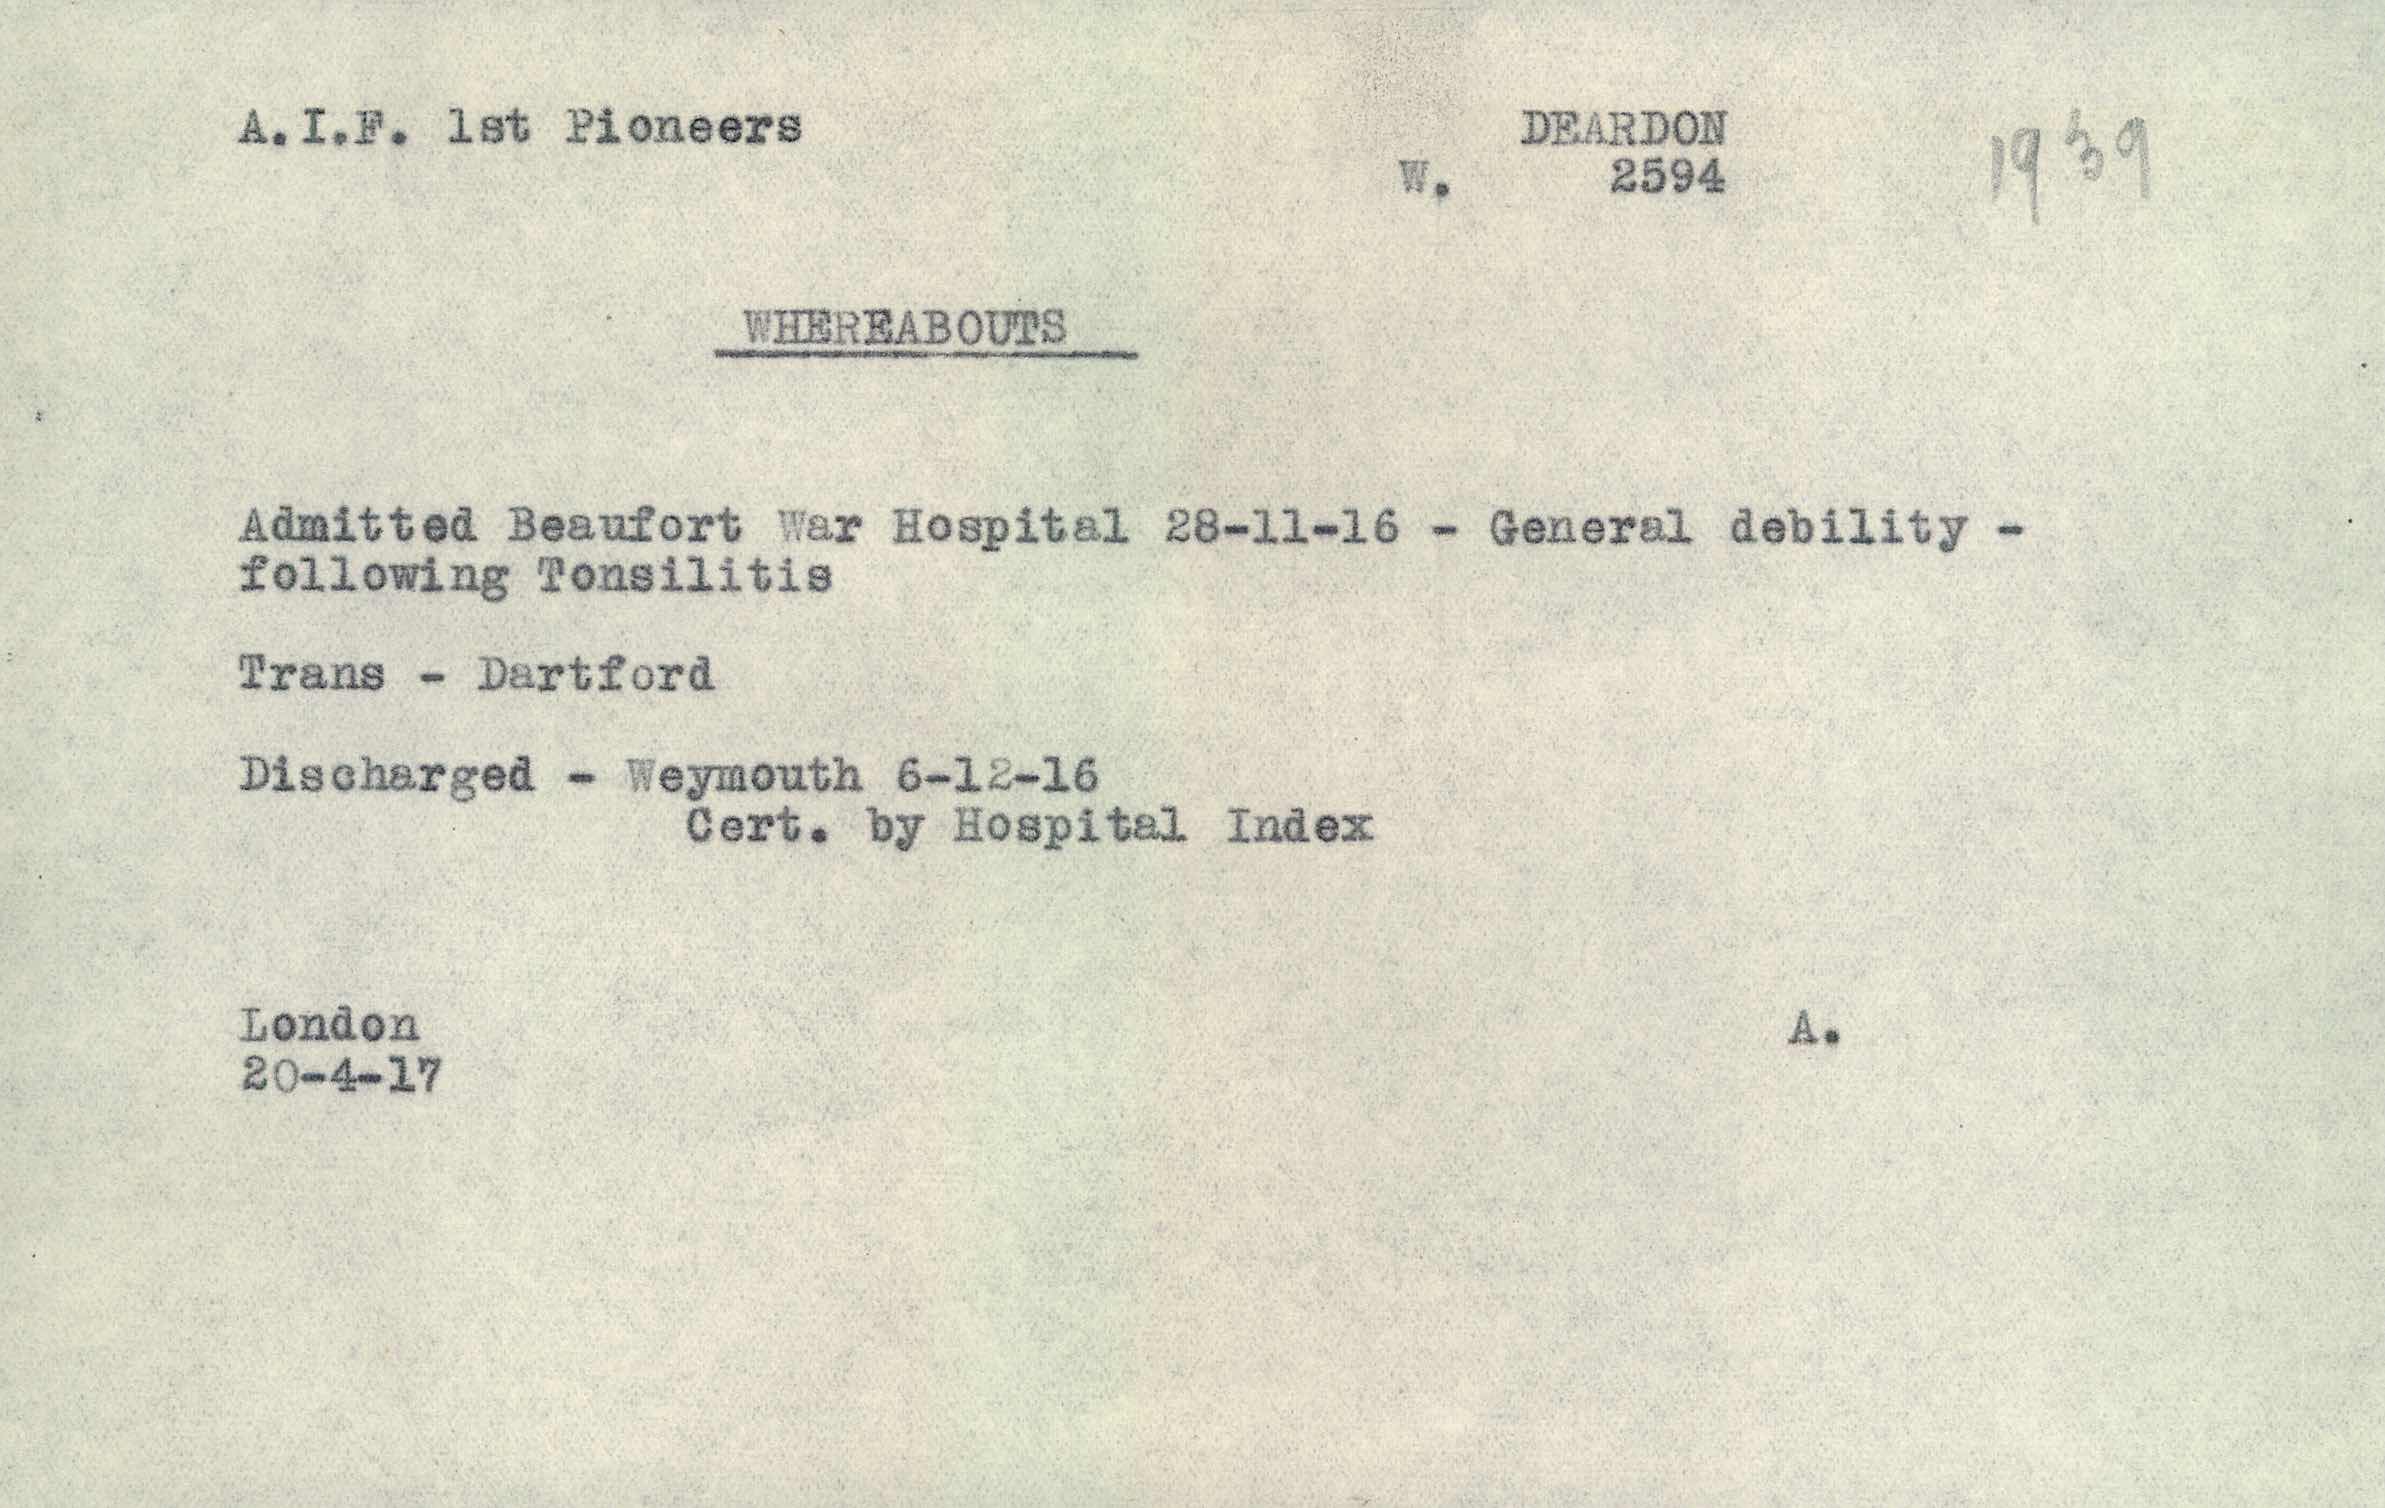 A.I.F. 1st Pioneers DEARDON 1939
W. 2594
WHEREABOUTS
Admitted Beaufort War Hospital 28-11-16 - General debility -
following Tonsilitis
Trans - Dartford
Discharged - Weymouth 6-12-16
Cert. by Hospital Index
London A.
20-4-17